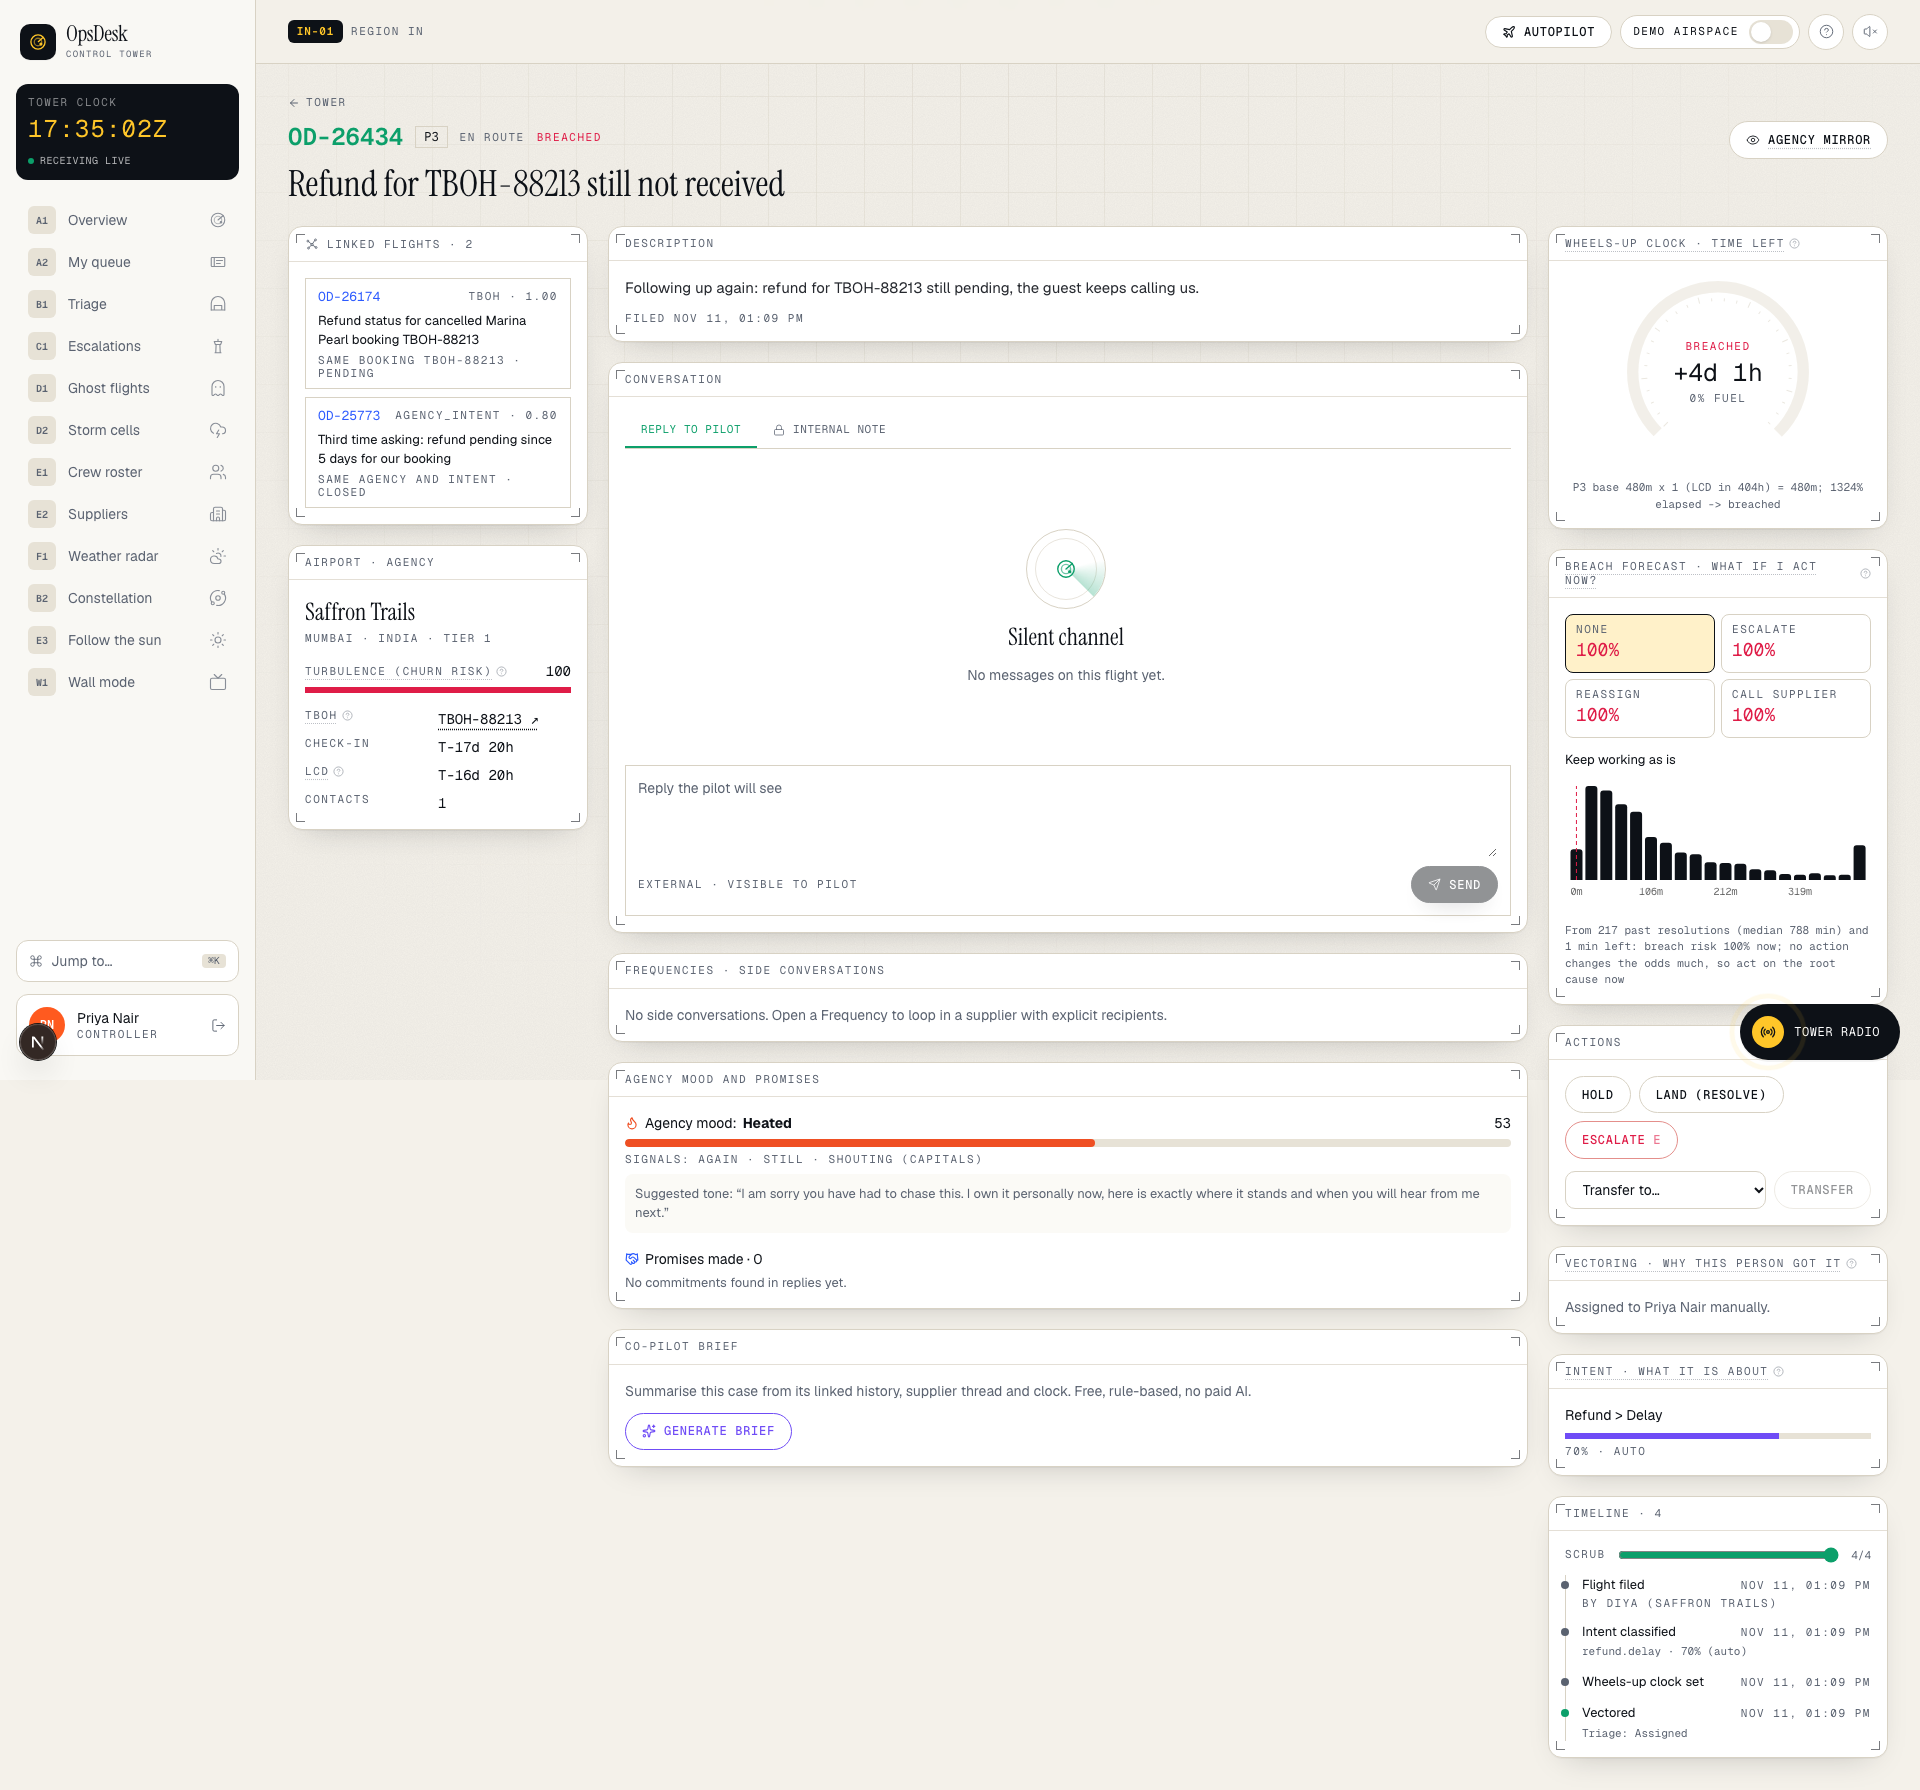 OpsDesk
CONTROL TOWER
TOWER CLOCK
17:35:02Z
RECEIVING LIVE
A1 Overview
A2 My queue
B1 Triage
C1 Escalations
D1 Ghost flights
D2 Storm cells
E1 Crew roster
E2 Suppliers
F1 Weather radar
B2 Constellation
E3 Follow the sun
W1 Wall mode
⌘ Jump to… ⌘K
Priya Nair
CONTROLLER
N
IN-01 REGION IN
AUTOPILOT
DEMO AIRSPACE
← TOWER
OD-26434 P3 EN ROUTE BREACHED
Refund for TBOH-88213 still not received
AGENCY MIRROR
LINKED FLIGHTS · 2
OD-26174 TBOH · 1.00
Refund status for cancelled Marina
Pearl booking TBOH-88213
SAME BOOKING TBOH-88213 ·
PENDING
OD-25773 AGENCY_INTENT · 0.80
Third time asking: refund pending since
5 days for our booking
SAME AGENCY AND INTENT ·
CLOSED
AIRPORT · AGENCY
Saffron Trails
MUMBAI · INDIA · TIER 1
TURBULENCE (CHURN RISK) 100
TBOH TBOH-88213 ↗
CHECK-IN T-17d 20h
LCD T-16d 20h
CONTACTS 1
DESCRIPTION
Following up again: refund for TBOH-88213 still pending, the guest keeps calling us.
FILED NOV 11, 01:09 PM
CONVERSATION
REPLY TO PILOT INTERNAL NOTE
Silent channel
No messages on this flight yet.
Reply the pilot will see
EXTERNAL · VISIBLE TO PILOT
SEND
FREQUENCIES · SIDE CONVERSATIONS
No side conversations. Open a Frequency to loop in a supplier with explicit recipients.
AGENCY MOOD AND PROMISES
Agency mood: Heated 53
SIGNALS: AGAIN · STILL · SHOUTING (CAPITALS)
Suggested tone: “I am sorry you have had to chase this. I own it personally now, here is exactly where it stands and when you will hear from me
next.”
Promises made · 0
No commitments found in replies yet.
CO-PILOT BRIEF
Summarise this case from its linked history, supplier thread and clock. Free, rule-based, no paid AI.
GENERATE BRIEF
WHEELS-UP CLOCK · TIME LEFT
BREACHED
+4d 1h
0% FUEL
P3 base 480m x 1 (LCD in 404h) = 480m; 1324%
elapsed -> breached
BREACH FORECAST · WHAT IF I ACT
NOW?
NONE
100%
ESCALATE
100%
REASSIGN
100%
CALL SUPPLIER
100%
Keep working as is
0m 106m 212m 319m
From 217 past resolutions (median 788 min) and
1 min left: breach risk 100% now; no action
changes the odds much, so act on the root
cause now
TOWER RADIO
ACTIONS
HOLD LAND (RESOLVE)
ESCALATE E
Transfer to… TRANSFER
VECTORING · WHY THIS PERSON GOT IT
Assigned to Priya Nair manually.
INTENT · WHAT IT IS ABOUT
Refund > Delay
70% · AUTO
TIMELINE · 4
SCRUB 4/4
Flight filed NOV 11, 01:09 PM
BY DIYA (SAFFRON TRAILS)
Intent classified NOV 11, 01:09 PM
refund.delay · 70% (auto)
Wheels-up clock set NOV 11, 01:09 PM
Vectored NOV 11, 01:09 PM
Triage: Assigned